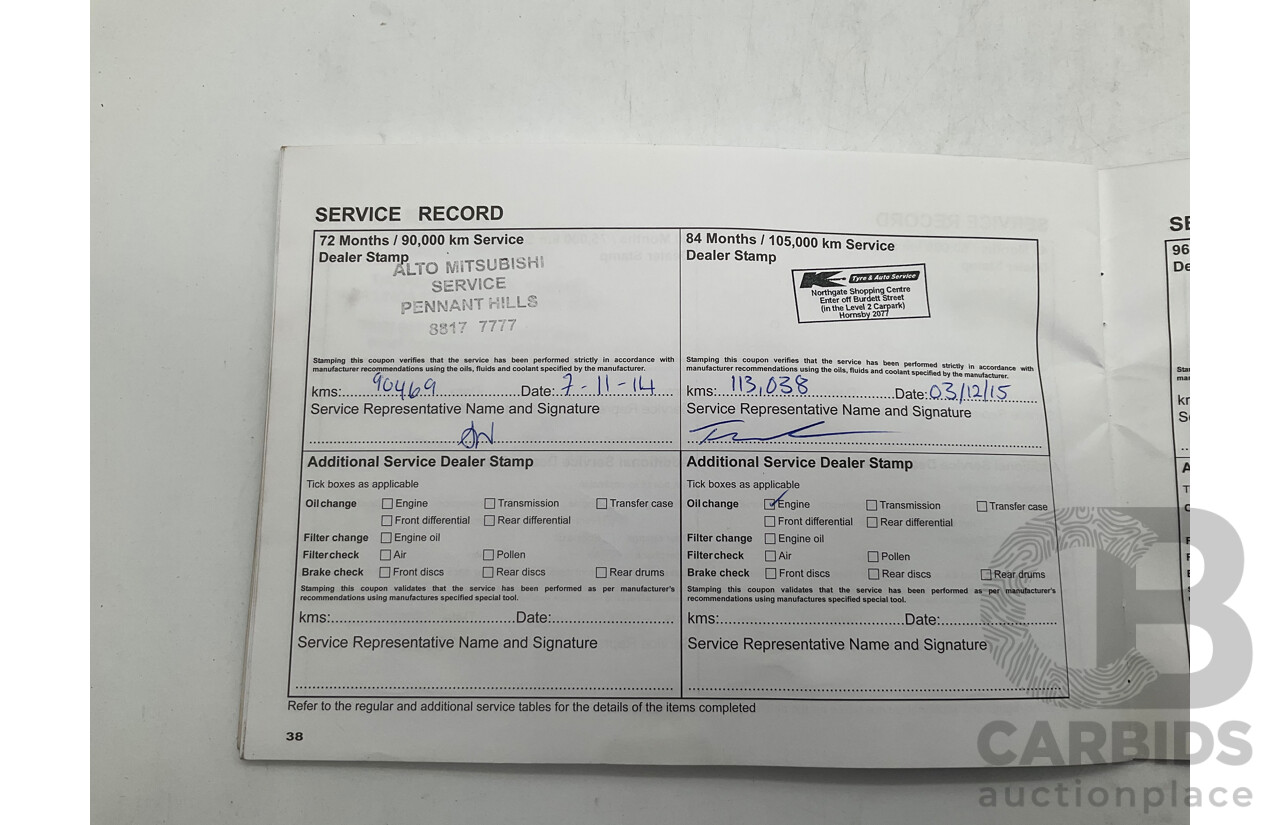 SERVICE RECORD
72 Months / 90,000 km Service
Dealer Stamp
ALTO MITSUBISHI
SERVICE
PENNANT HILLS
8817 7777
Stamping this coupon verifies that the service has been performed strictly in accordance with
manufacturer recommendations using the oils, fluids and coolant specified by the manufacturer.
kms: 90469 Date: 7-11-14
Service Representative Name and Signature
Additional Service Dealer Stamp
Tick boxes as applicable
Oil change Engine Transmission Transfer case
Front differential Rear differential
Filter change Engine oil
Filter check Air Pollen
Brake check Front discs Rear discs Rear drums
Stamping this coupon validates that the service has been performed as per manufacturer's
recommendations using manufactures specified special tool.
kms: Date:
Service Representative Name and Signature
84 Months / 105,000 km Service
Dealer Stamp
K Tyre & Auto Service
Northgate Shopping Centre
Enter off Burdett Street
(in the Level 2 Carpark)
Hornsby 2077
Stamping this coupon verifies that the service has been performed strictly in accordance with
manufacturer recommendations using the oils, fluids and coolant specified by the manufacturer.
kms: 113,038 Date: 03/12/15
Service Representative Name and Signature
Additional Service Dealer Stamp
Tick boxes as applicable
Oil change Engine Transmission Transfer case
Front differential Rear differential
Filter change Engine oil
Filter check Air Pollen
Brake check Front discs Rear discs Rear drums
Stamping this coupon validates that the service has been performed as per manufacturer's
recommendations using manufactures specified special tool.
kms: Date:
Service Representative Name and Signature
Refer to the regular and additional service tables for the details of the items completed
38
96
CB
CARBIDS
auctionplace